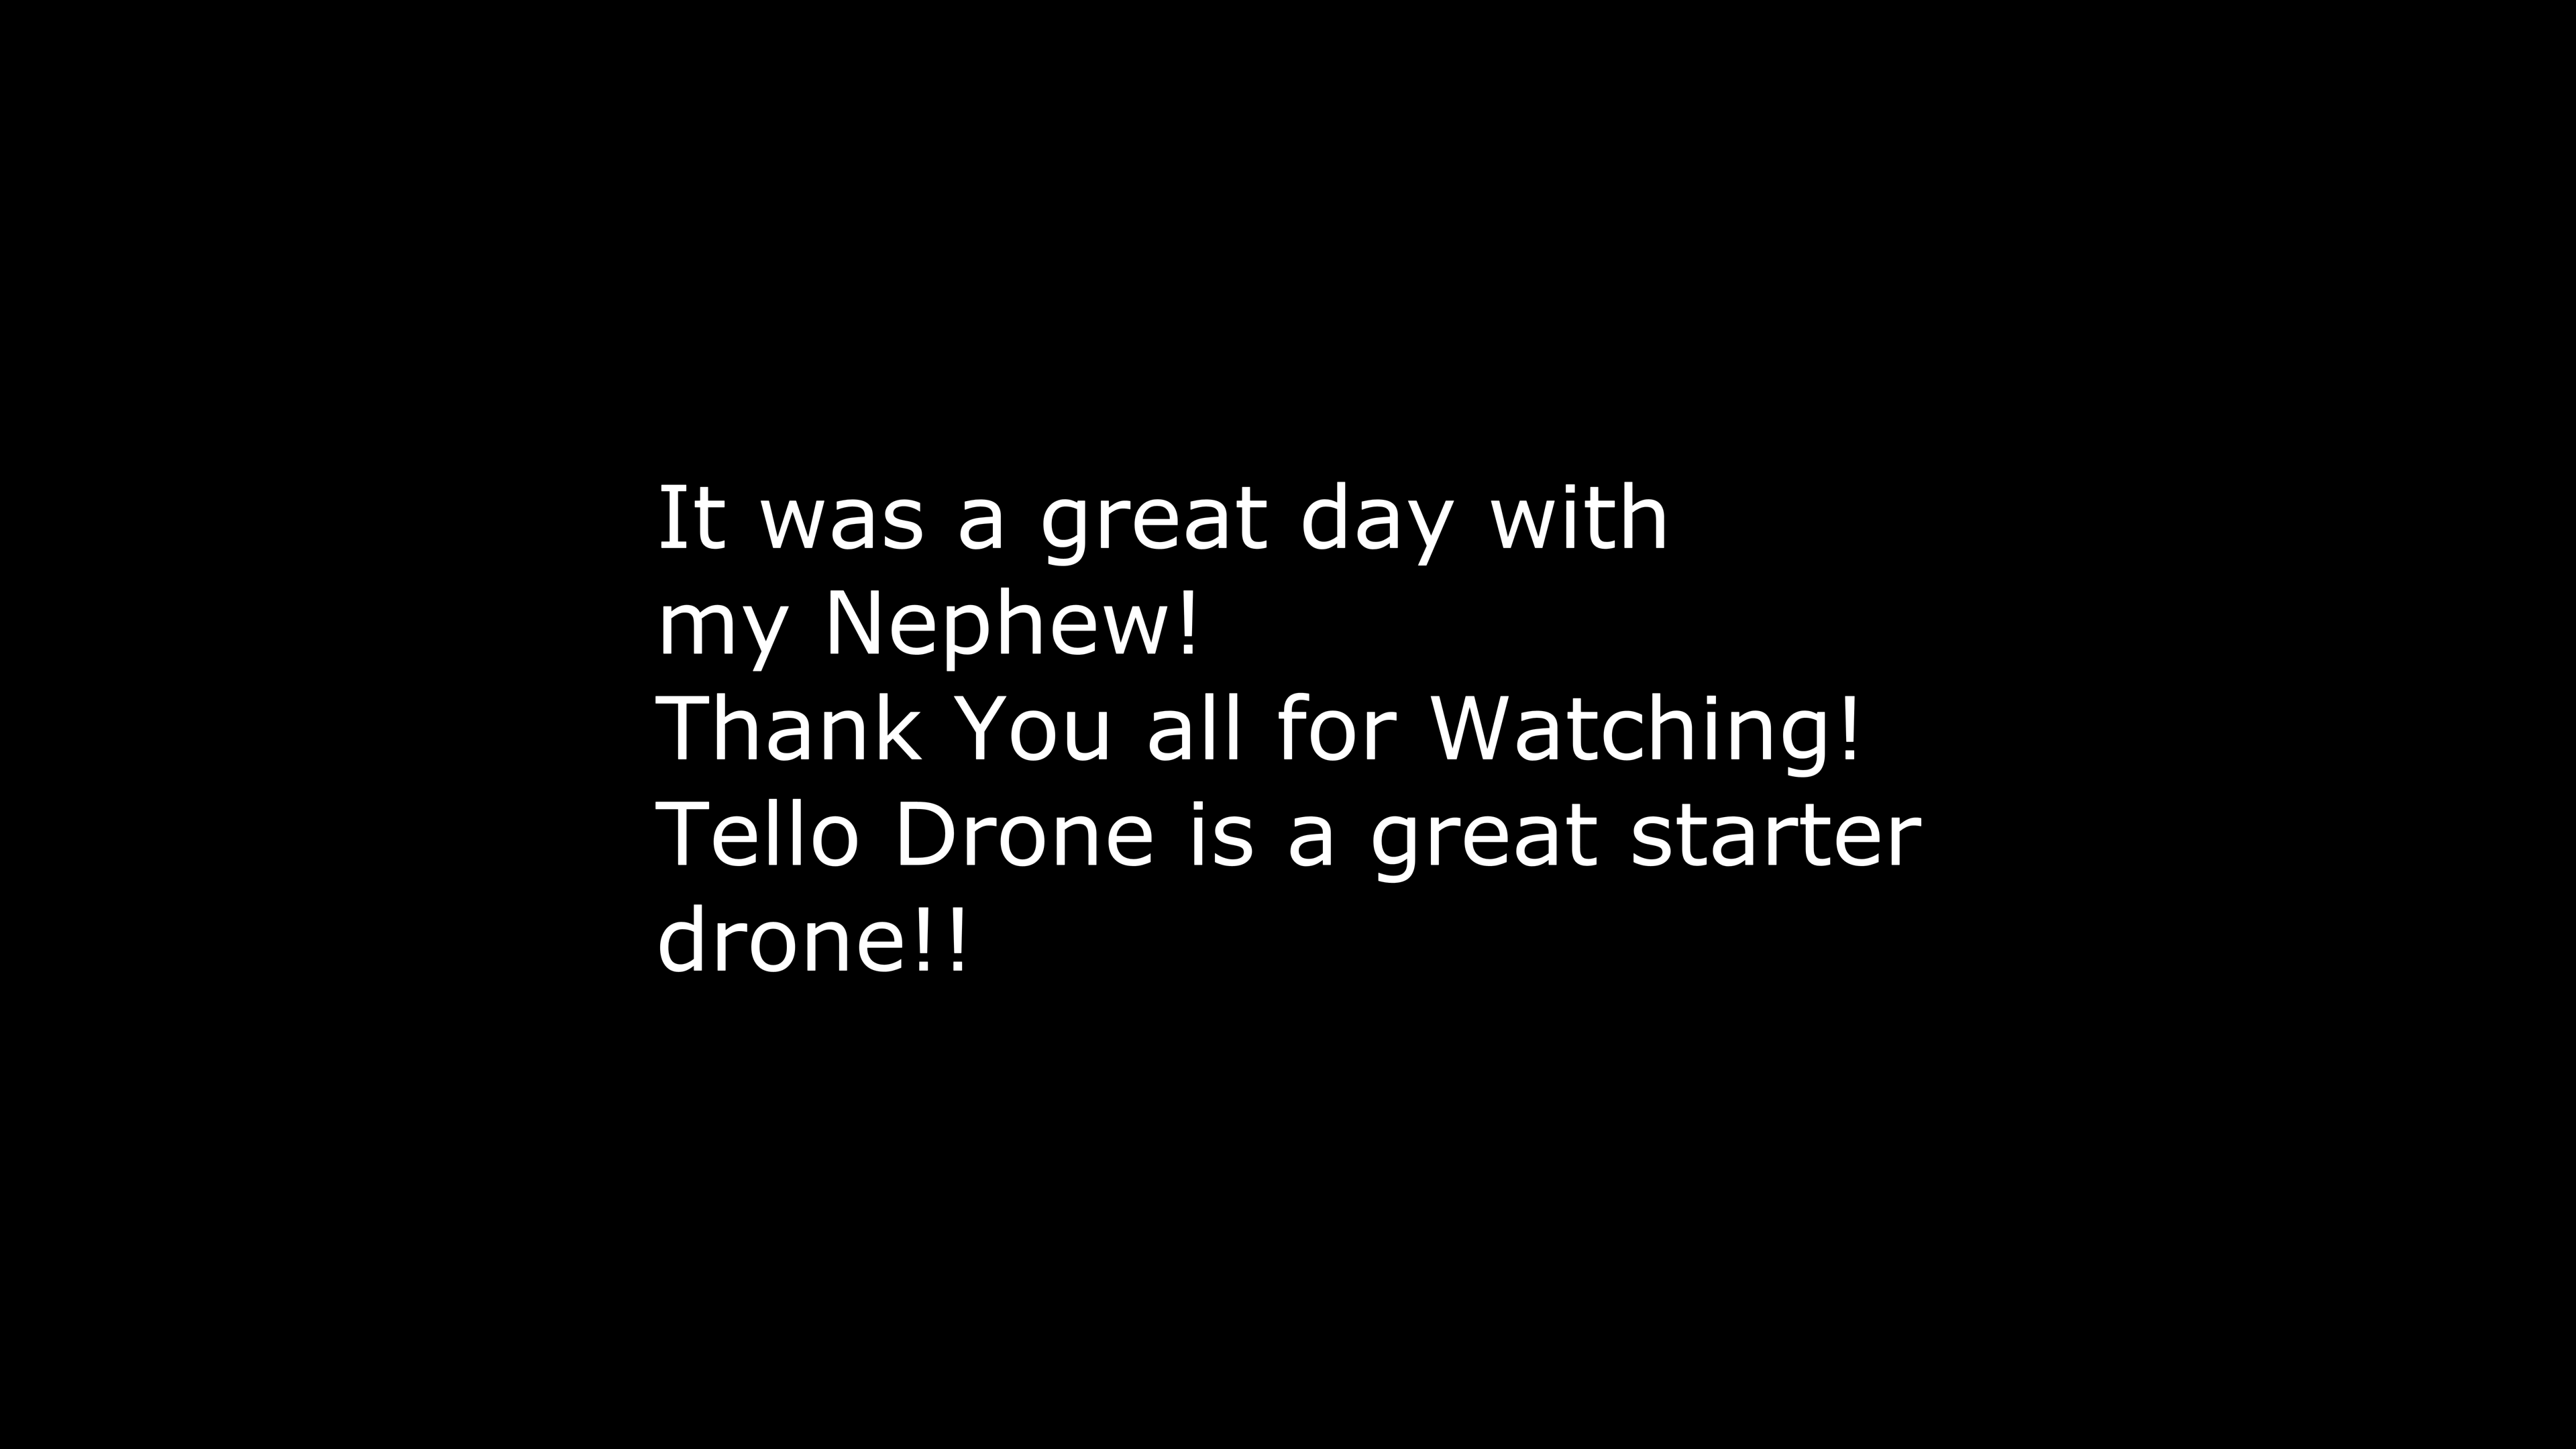 It was a great day with
my Nephew!
Thank You all for Watching!
Tello Drone is a great starter
drone!!